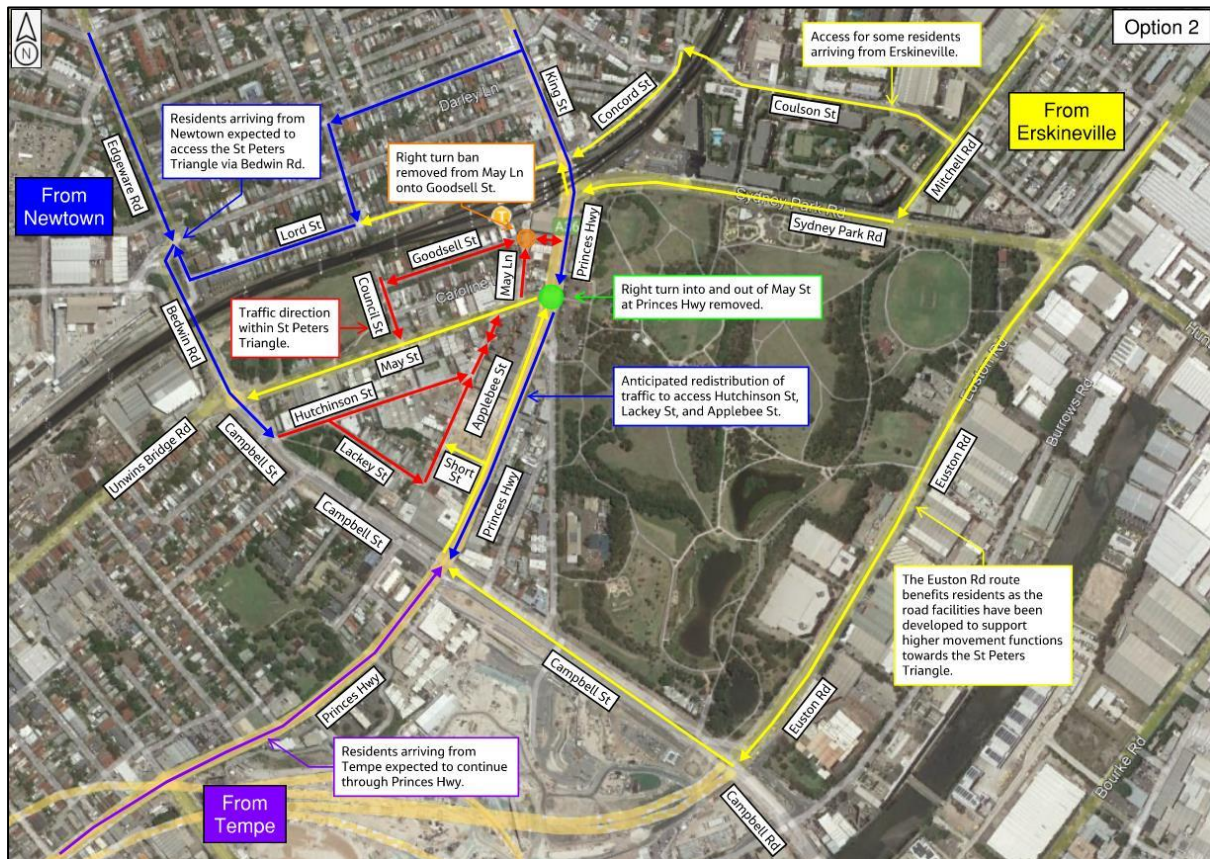 N
Option 2
Access for some residents
arriving from Erskineville.
King St
Concord St
Coulson St
Darley Ln
From
Erskineville
Residents arriving from
Newtown expected to
access the St Peters
Triangle via Bedwin Rd.
Edgeware Rd
Right turn ban
removed from May Ln
onto Goodsell St.
Mitchell Rd
From
Newtown
Sydney Park Rd
Sydney Park Rd
Lord St
T
Goodsell St
Princes Hwy
May Ln
Caroline
Right turn into and out of May St
at Princes Hwy removed.
Traffic direction
within St Peters
Triangle.
Council St
Bedwin Rd
May St
Hunt
Euston Rd
Burrows Rd
Hutchinson St
Applebee St
Anticipated redistribution of
traffic to access Hutchinson St,
Lackey St, and Applebee St.
Unwins Bridge Rd
Campbell St
Lackey St
Short
St
Euston Rd
Princes Hwy
Campbell St
The Euston Rd route
benefits residents as the
road facilities have been
developed to support
higher movement functions
towards the St Peters
Triangle.
Campbell St
Princes Hwy
Euston Rd
Residents arriving from
Tempe expected to continue
through Princes Hwy.
Bourke Rd
From
Tempe
Campbell Rd